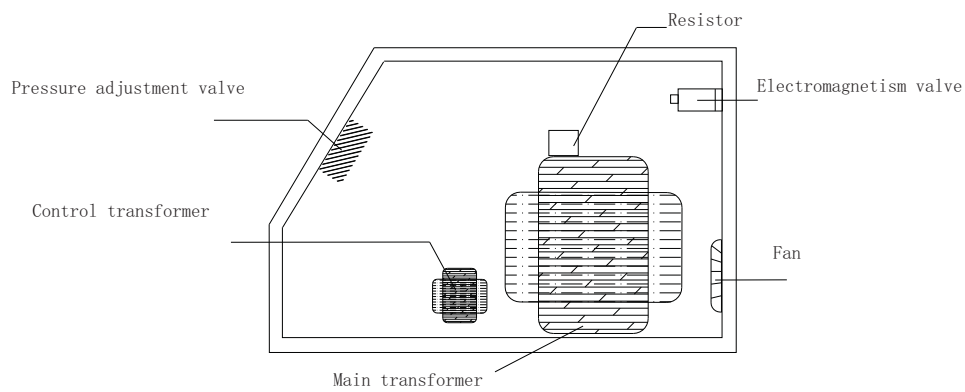 Resistor
Pressure adjustment valve
Electromagnetism valve
Control transformer
Fan
Main transformer